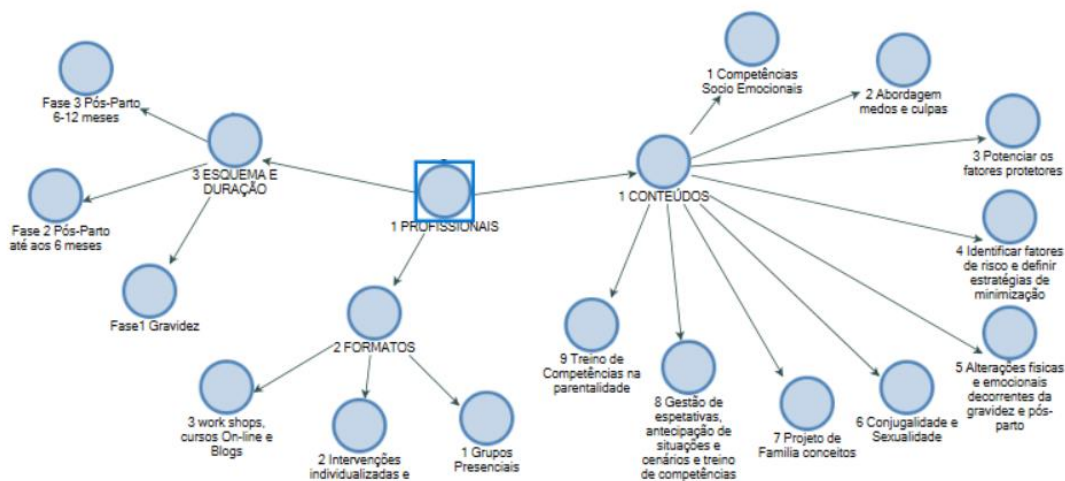 Fase 3 Pós-Parto
6-12 meses
3 ESQUEMA E
DURAÇÃO
Fase 2 Pós-Parto
até aos 6 meses
Fase1 Gravidez
1 PROFISSIONAIS
2 FORMATOS
3 work shops,
cursos On-line e
Blogs
2 Intervenções
individualizadas e
1 Grupos
Presenciais
1 CONTEÚDOS
1 Competências
Socio Emocionais
2 Abordagem
medos e culpas
3 Potenciar os
fatores protetores
4 Identificar fatores
de risco e definir
estratégias de
minimização
5 Alterações fisicas
e emocionais
decorrentes da
gravidez e pós-
parto
6 Conjugalidade e
Sexualidade
7 Projeto de
Familia conceitos
8 Gestão de
espetativas,
antecipação de
situações e
cenários e treino
de competências
9 Treino de
Competências na
parentalidade